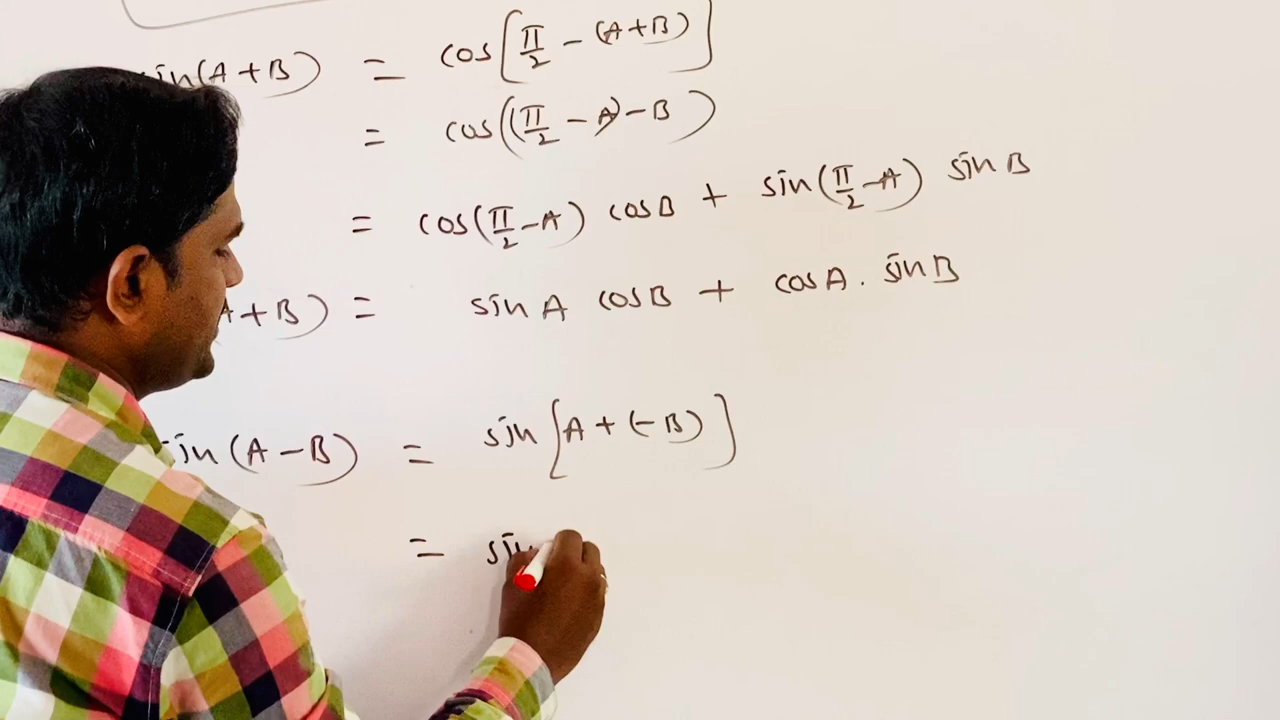 sin(A+B) = cos[π/2 - (A+B)]
= cos((π/2 - A) - B)
= cos(π/2 - A) cosB + sin(π/2 - A) sinB
A+B) = sinA cosB + cosA. sinB
sin(A-B) = sin[A+(-B)]
= sin